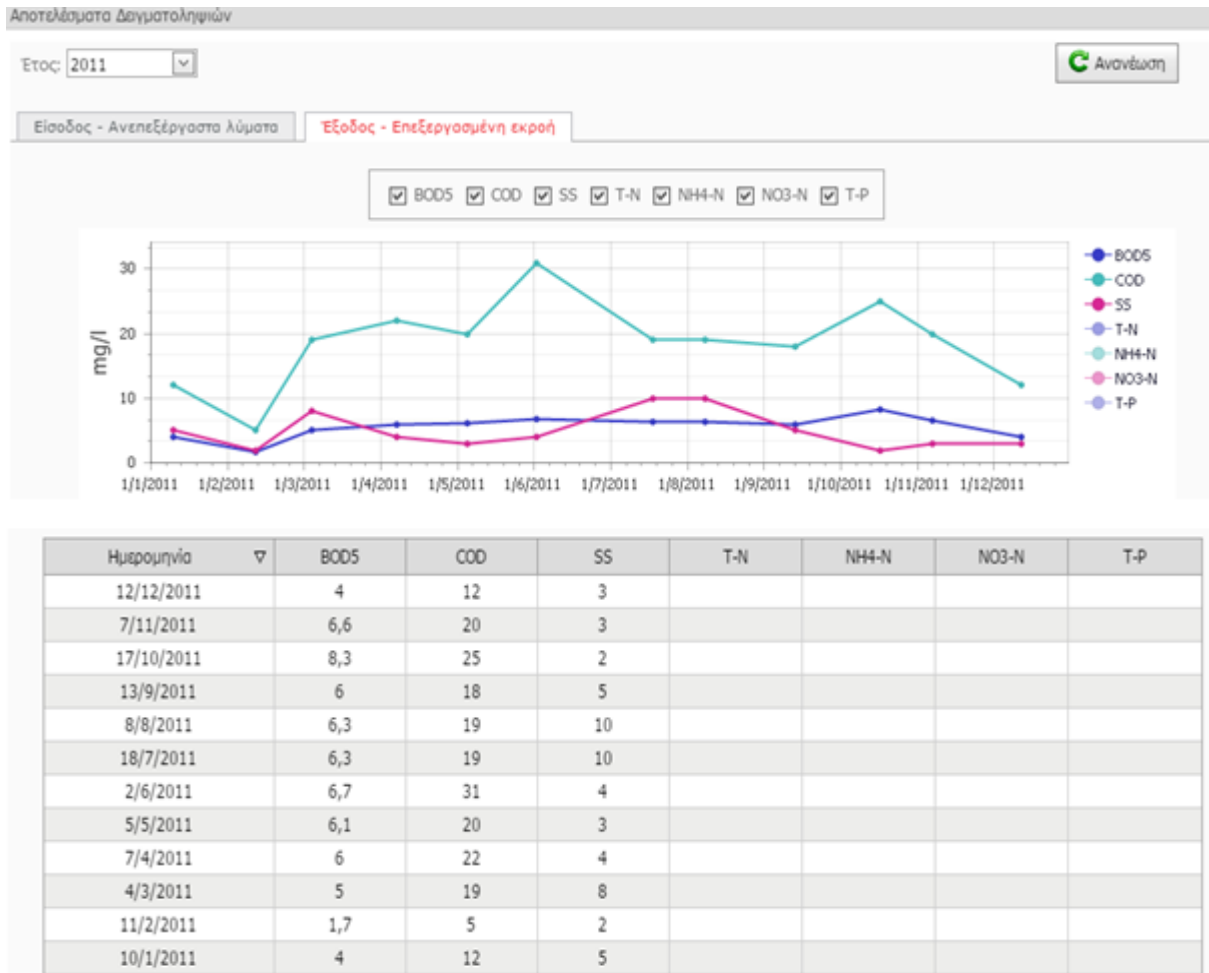 Αποτελέσματα Δειγματοληψιών
Έτος: 2011 Ανανέωση
Είσοδος - Ανεπεξέργαστα λύματα Έξοδος - Επεξεργασμένη εκροή
BOD5 COD SS T-N NH4-N NO3-N T-P
mg/l
30
20
10
0
1/1/2011 1/2/2011 1/3/2011 1/4/2011 1/5/2011 1/6/2011 1/7/2011 1/8/2011 1/9/2011 1/10/2011 1/11/2011 1/12/2011
BOD5
COD
SS
T-N
NH4-N
NO3-N
T-P
Ημερομηνία BOD5 COD SS T-N NH4-N NO3-N T-P
12/12/2011 4 12 3
7/11/2011 6,6 20 3
17/10/2011 8,3 25 2
13/9/2011 6 18 5
8/8/2011 6,3 19 10
18/7/2011 6,3 19 10
2/6/2011 6,7 31 4
5/5/2011 6,1 20 3
7/4/2011 6 22 4
4/3/2011 5 19 8
11/2/2011 1,7 5 2
10/1/2011 4 12 5